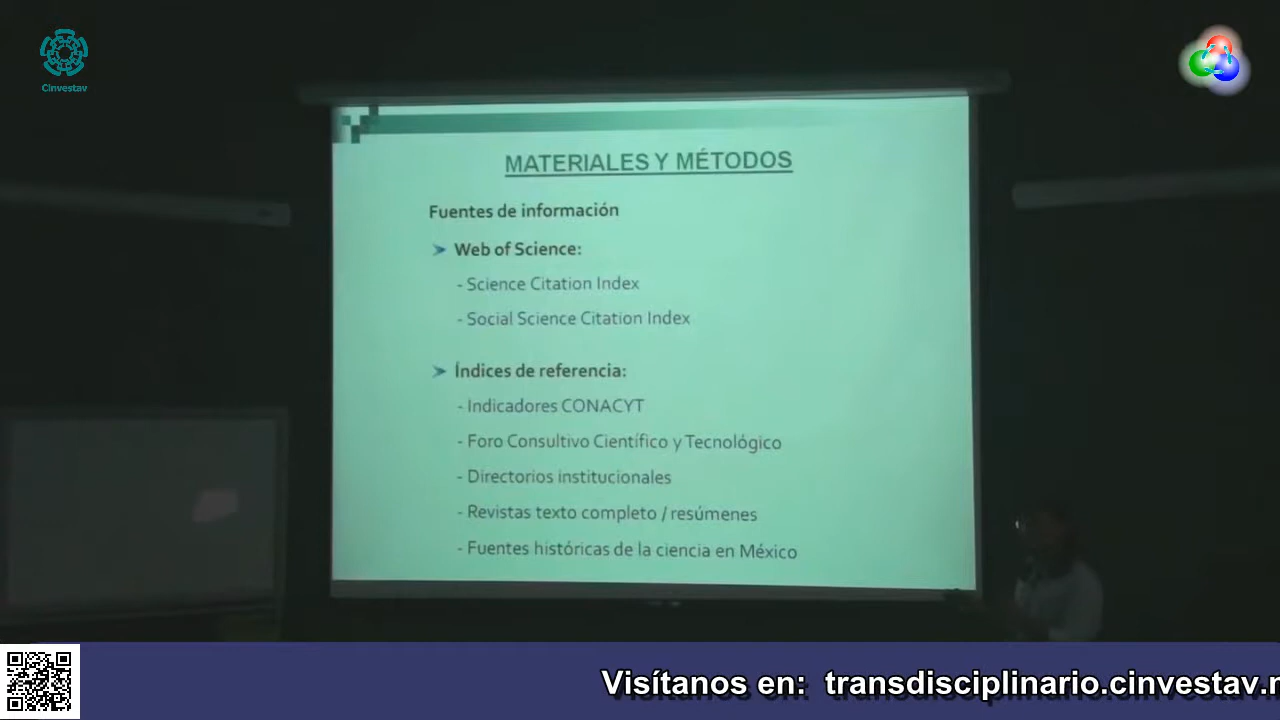 Cinvestav
MATERIALES Y MÉTODOS
Fuentes de información
Web of Science:
- Science Citation Index
- Social Science Citation Index
Índices de referencia:
- Indicadores CONACYT
- Foro Consultivo Científico y Tecnológico
- Directorios institucionales
- Revistas texto completo / resúmenes
- Fuentes históricas de la ciencia en México
Visítanos en: transdisciplinario.cinvestav.